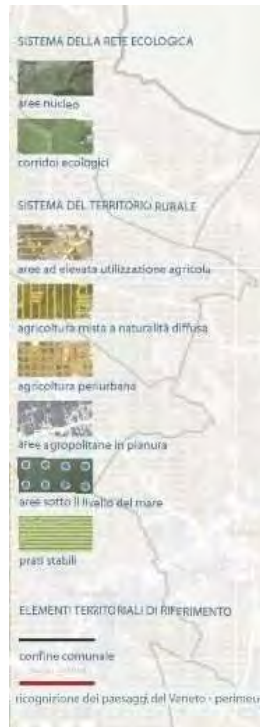 SISTEMA DELLA RETE ECOLOGICA
aree nucleo
corridoi ecologici
SISTEMA DEL TERRITORIO RURALE
aree ad elevata utilizzazione agricola
agricoltura mista a naturalità diffusa
agricoltura periurbana
aree agropolitane in pianura
aree sotto il livello del mare
prati stabili
ELEMENTI TERRITORIALI DI RIFERIMENTO
confine comunale
ricognizione dei paesaggi del Veneto - perimetr